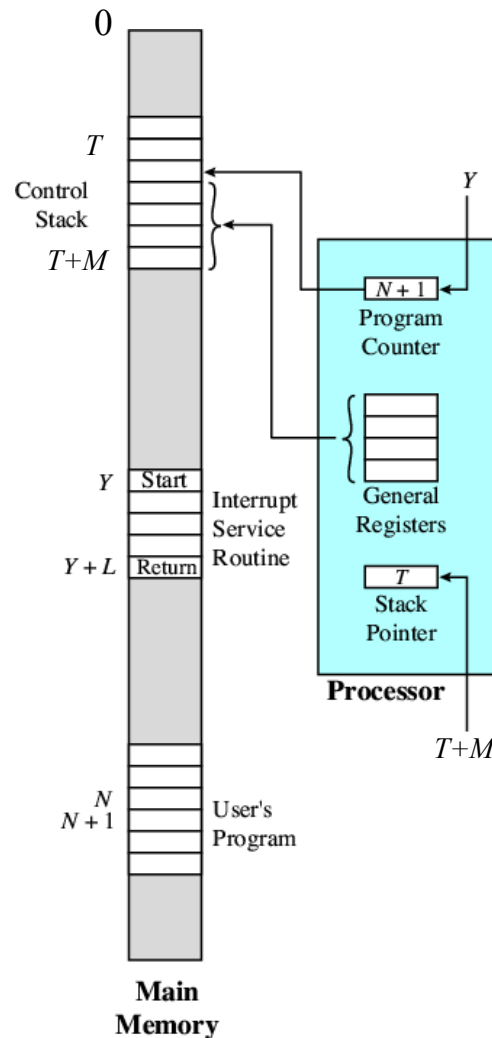 0
T
Control
Stack
T+M
Y
Start
Interrupt
Service
Routine
Y + L
Return
N
N + 1
User's
Program
Main
Memory
Y
N + 1
Program
Counter
General
Registers
T
Stack
Pointer
Processor
T+M